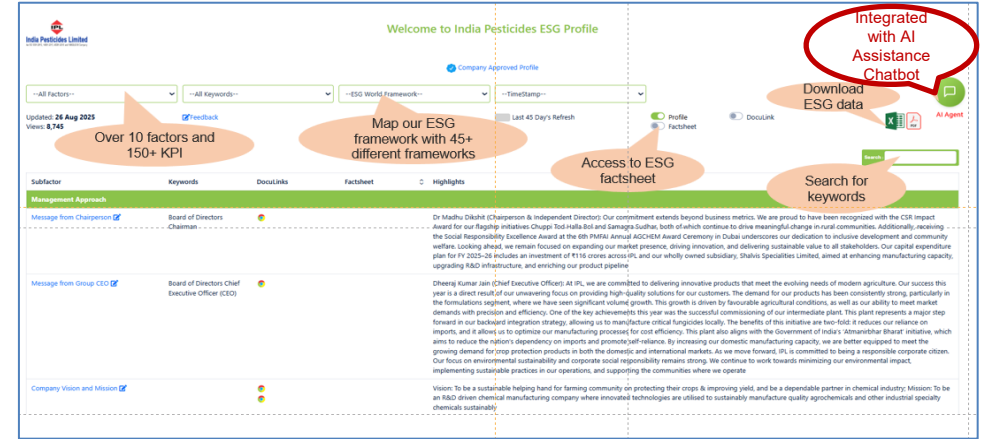 IPL
India Pesticides Limited
Welcome to India Pesticides ESG Profile
Integrated
with AI
Assistance
Chatbot
Company Approved Profile
--All Factors--
--All Keywords--
--ESG World Framework--
--TimeStamp--
Download
ESG data
Updated: 26 Aug 2025
Views: 8,745
Feedback
Last 45 Day's Refresh
Profile
Factsheet
DocuLink
AI Agent
Over 10 factors and
150+ KPI
Map our ESG
framework with 45+
different frameworks
Access to ESG
factsheet
Search
Search for
keywords
Subfactor Keywords DocuLinks Factsheet Highlights
Management Approach
Message from Chairperson
Board of Directors
Chairman
Dr Madhu Dikshit (Chairperson & Independent Director): Our commitment extends beyond business metrics. We are proud to have been recognized with the CSR Impact
Award for our flagship initiatives Chuppi Tod-Halla Bol and Samagra Sudhar, both of which continue to drive meaningful change in rural communities. Additionally, receiving
the Social Responsibility Excellence Award at the 6th PMFAI Annual AGCHEM Award Ceremony in Dubai underscores our dedication to inclusive development and community
welfare. Looking ahead, we remain focused on expanding our market presence, driving innovation, and delivering sustainable value to all stakeholders. Our capital expenditure
plan for FY 2025–26 includes an investment of ₹116 crores across IPL and our wholly owned subsidiary, Shalvis Specialities Limited, aimed at enhancing manufacturing capacity,
upgrading R&D infrastructure, and enriching our product pipeline
Message from Group CEO
Board of Directors Chief
Executive Officer (CEO)
Dheeraj Kumar Jain (Chief Executive Officer): At IPL, we are committed to delivering innovative products that meet the evolving needs of modern agriculture. Our success this
year is a direct result of our unwavering focus on providing high-quality solutions for our customers. The demand for our products has been consistently strong, particularly in
the formulations segment, where we have seen significant volume growth. This growth is driven by favourable agricultural conditions, as well as our ability to meet market
demands with precision and efficiency. One of the key achievements this year was the successful commissioning of our intermediate plant. This plant represents a major step
forward in our backward integration strategy, allowing us to manufacture critical fungicides locally. The benefits of this initiative are two-fold: it reduces our reliance on
imports, and it allows us to optimize our manufacturing processes for cost efficiency. This plant also aligns with the Government of India's 'Atmanirbhar Bharat' initiative, which
aims to reduce the nation's dependency on imports and promote self-reliance. By increasing our domestic manufacturing capacity, we are better equipped to meet the
growing demand for crop protection products in both the domestic and international markets. As we move forward, IPL is committed to being a responsible corporate citizen.
Our focus on environmental sustainability and corporate social responsibility remains strong. We continue to work towards minimizing our environmental impact,
implementing sustainable practices in our operations, and supporting the communities where we operate
Company Vision and Mission
Vision: To be a sustainable helping hand for farming community on protecting their crops & improving yield, and be a dependable partner in chemical industry; Mission: To be
an R&D driven chemical manufacturing company where innovated technologies are utilised to sustainably manufacture quality agrochemicals and other industrial specialty
chemicals sustainably